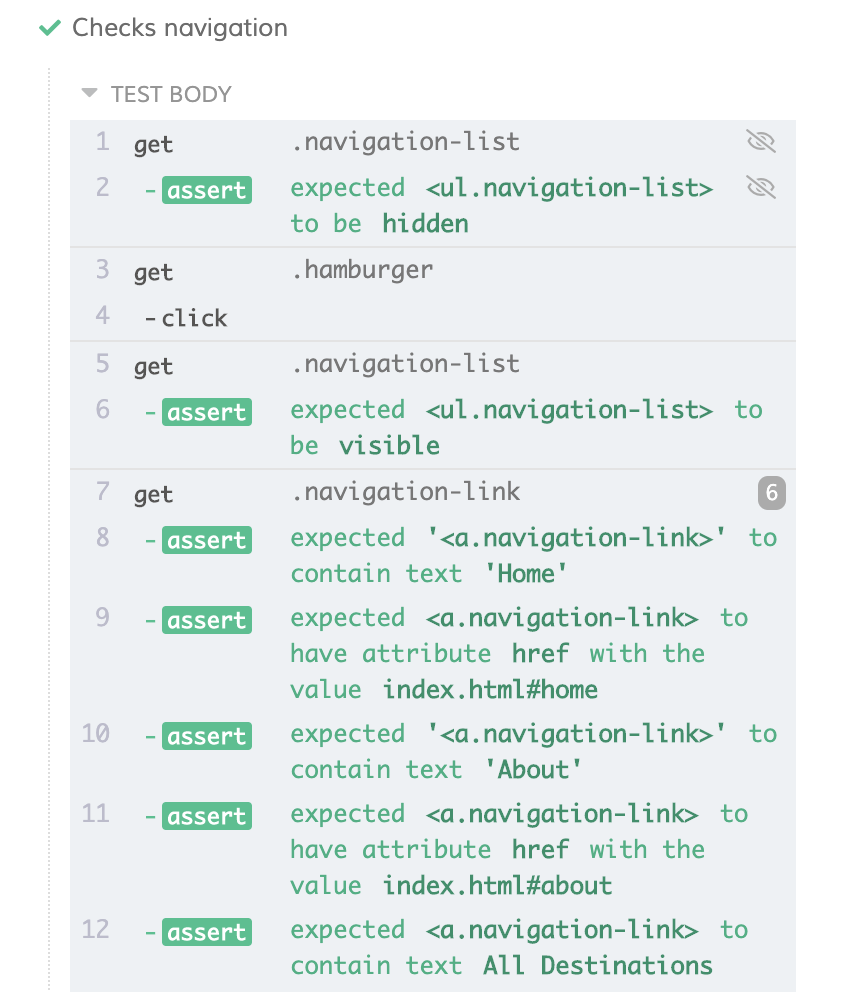 Checks navigation
TEST BODY
1 get .navigation-list
2 -assert expected <ul.navigation-list>
to be hidden
3 get .hamburger
4 -click
5 get .navigation-list
6 -assert expected <ul.navigation-list> to
be visible
7 get .navigation-link 6
8 -assert expected '<a.navigation-link>' to
contain text 'Home'
9 -assert expected <a.navigation-link> to
have attribute href with the
value index.html#home
10 -assert expected '<a.navigation-link>' to
contain text 'About'
11 -assert expected <a.navigation-link> to
have attribute href with the
value index.html#about
12 -assert expected <a.navigation-link> to
contain text All Destinations